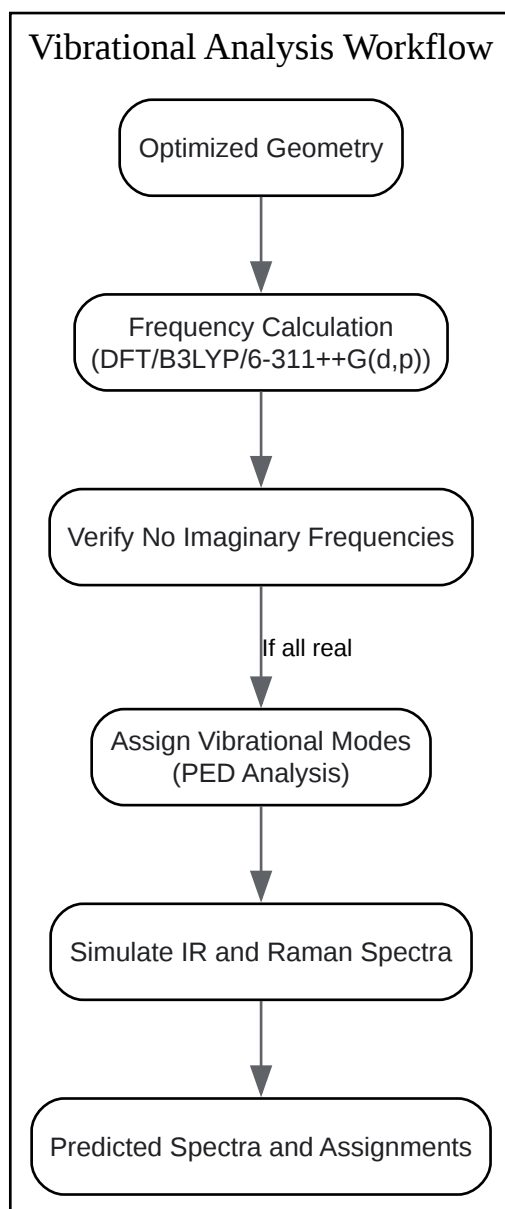 Vibrational Analysis Workflow
Optimized Geometry
Frequency Calculation
(DFT/B3LYP/6-311++G(d,p))
Verify No Imaginary Frequencies
If all real
Assign Vibrational Modes
(PED Analysis)
Simulate IR and Raman Spectra
Predicted Spectra and Assignments